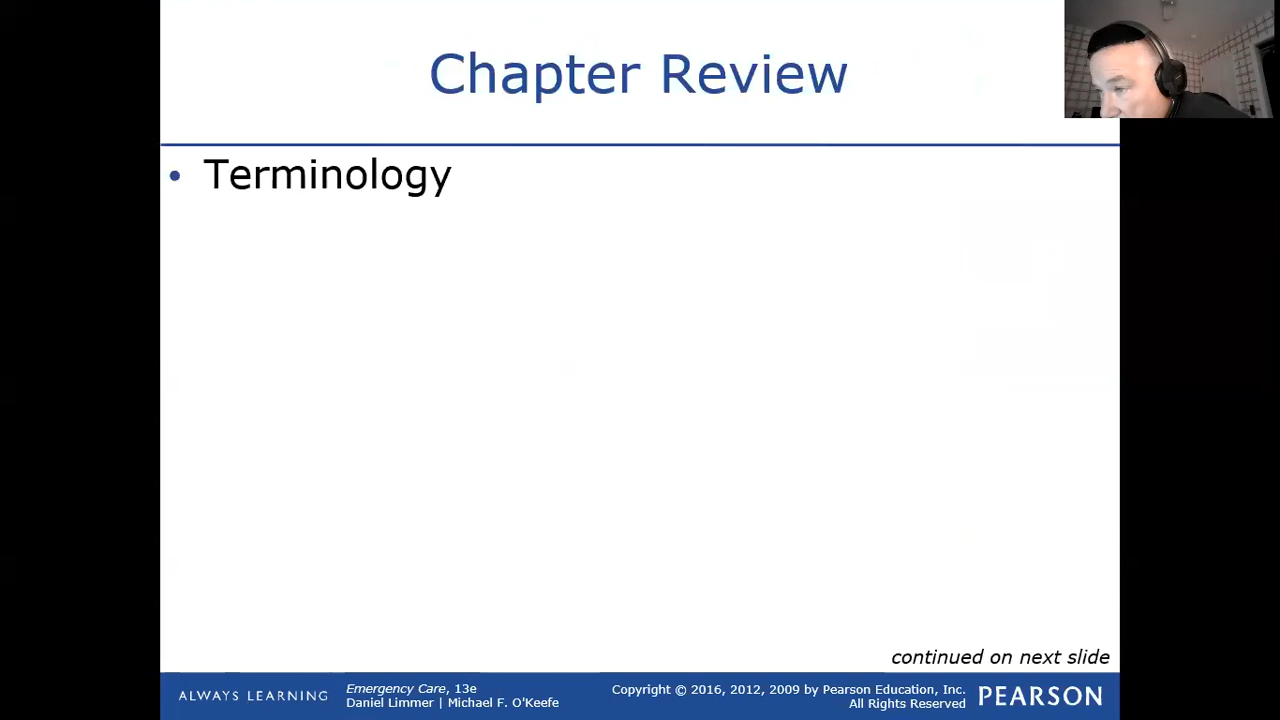 Chapter Review
• Terminology
continued on next slide
ALWAYS LEARNING
Emergency Care, 13e
Daniel Limmer | Michael F. O'Keefe
Copyright © 2016, 2012, 2009 by Pearson Education, Inc.
All Rights Reserved
PEARSON